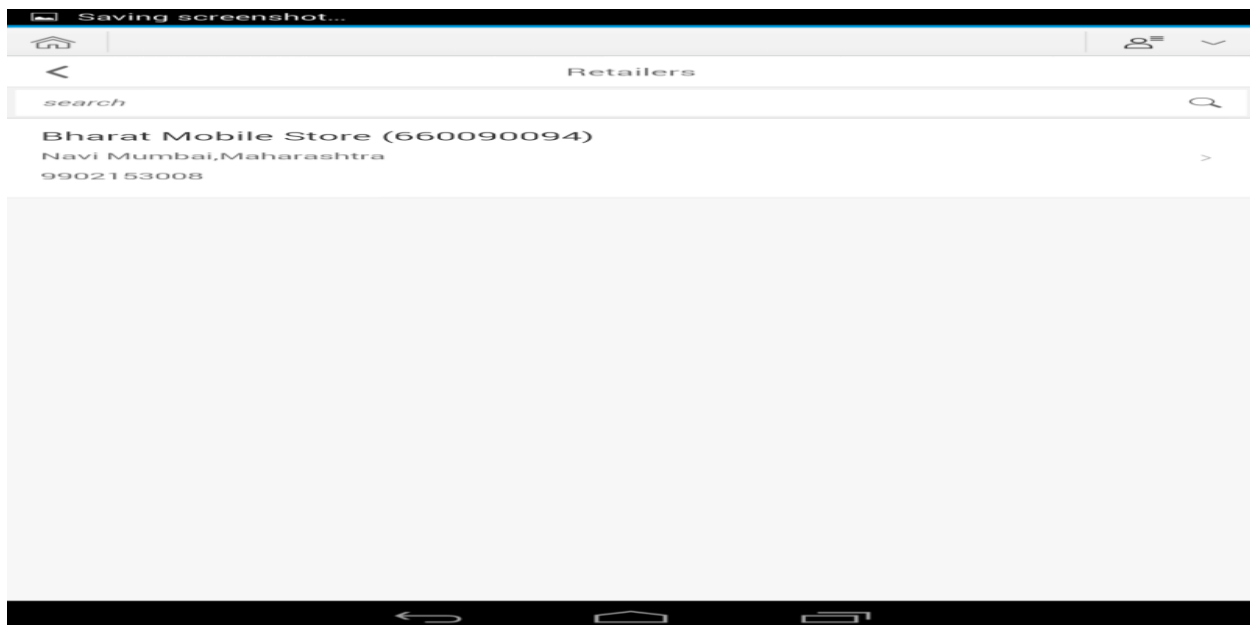 Saving screenshot...
Retailers
search
Bharat Mobile Store (660090094)
Navi Mumbai,Maharashtra
9902153008